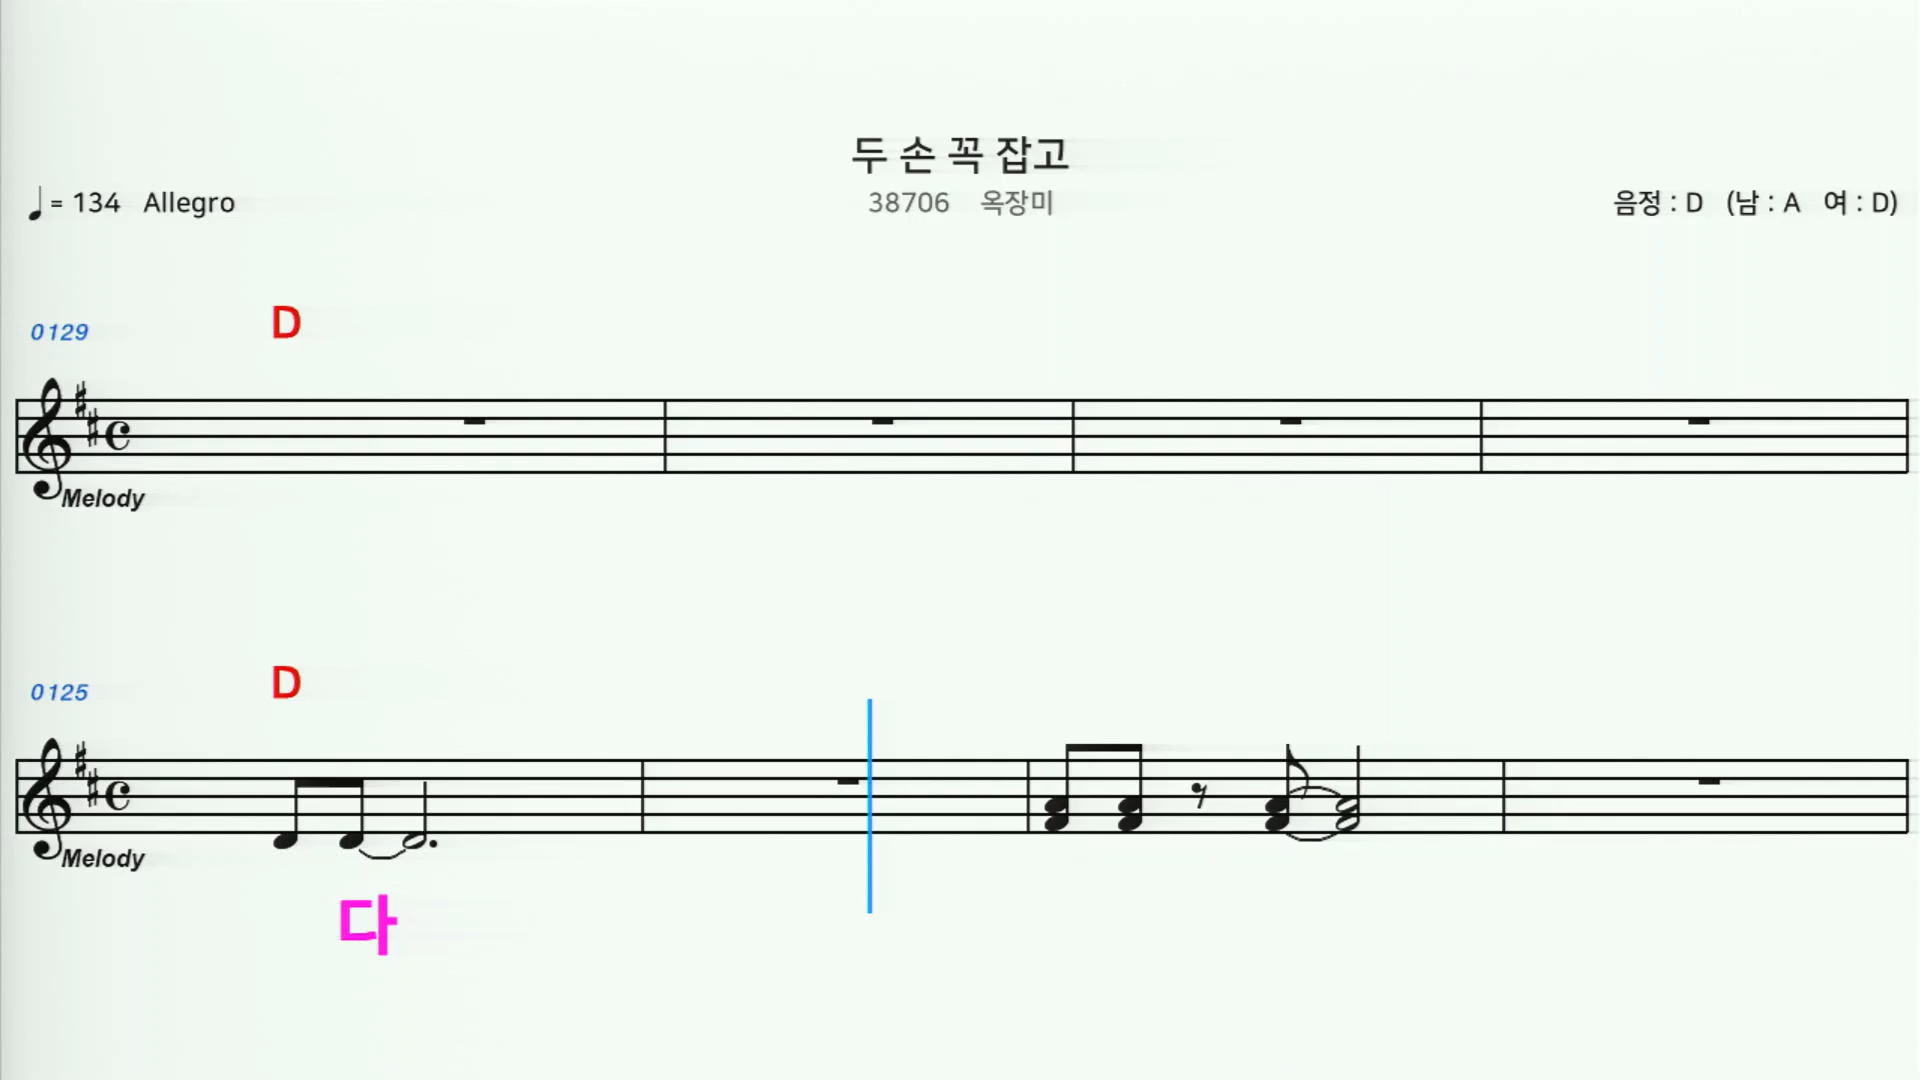 두 손 꼭 잡고
= 134 Allegro
38706 옥장미
음정 : D (남 : A 여 : D)
0129
D
Melody
0125
D
Melody
다